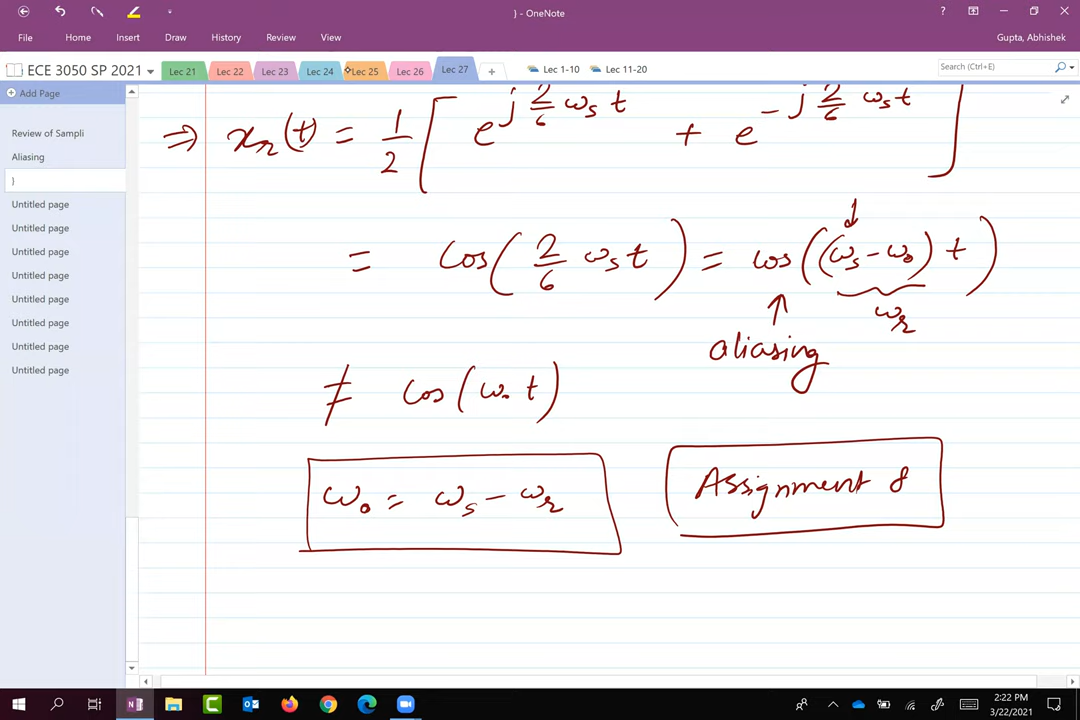 } - OneNote
?
Gupta, Abhishek
File Home Insert Draw History Review View
ECE 3050 SP 2021
Lec 21 Lec 22 Lec 23 Lec 24 Lec 25 Lec 26 Lec 27 + Lec 1-10 Lec 11-20
Search (Ctrl+E)
Add Page
Review of Sampli
Aliasing
}
Untitled page
Untitled page
Untitled page
Untitled page
Untitled page
Untitled page
Untitled page
Untitled page
⇒ x_r(t) = 1/2 [ e^{j 2/6 ω_s t} + e^{-j 2/6 ω_s t} ]
= cos( 2/6 ω_s t ) = cos( (ω_s - ω_o) t )
ω_r
aliasing
≠ cos( ω_o t )
ω_o = ω_s - ω_r
Assignment 8
2:22 PM
3/22/2021